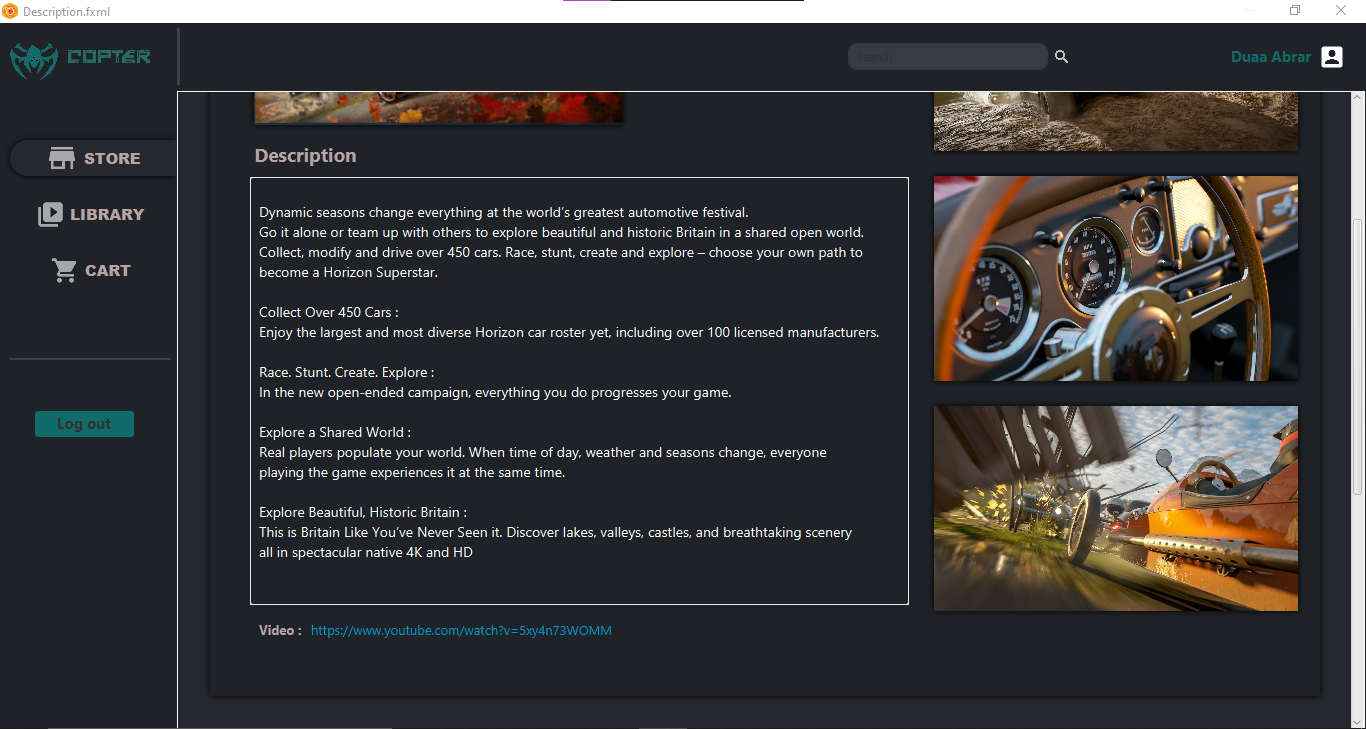 Description.fxml
COPTER
Search
Duaa Abrar
STORE
LIBRARY
CART
Log out
Description
Dynamic seasons change everything at the world’s greatest automotive festival.
Go it alone or team up with others to explore beautiful and historic Britain in a shared open world.
Collect, modify and drive over 450 cars. Race, stunt, create and explore – choose your own path to
become a Horizon Superstar.
Collect Over 450 Cars :
Enjoy the largest and most diverse Horizon car roster yet, including over 100 licensed manufacturers.
Race. Stunt. Create. Explore :
In the new open-ended campaign, everything you do progresses your game.
Explore a Shared World :
Real players populate your world. When time of day, weather and seasons change, everyone
playing the game experiences it at the same time.
Explore Beautiful, Historic Britain :
This is Britain Like You’ve Never Seen it. Discover lakes, valleys, castles, and breathtaking scenery
all in spectacular native 4K and HD
Video : https://www.youtube.com/watch?v=5xy4n73WOMM